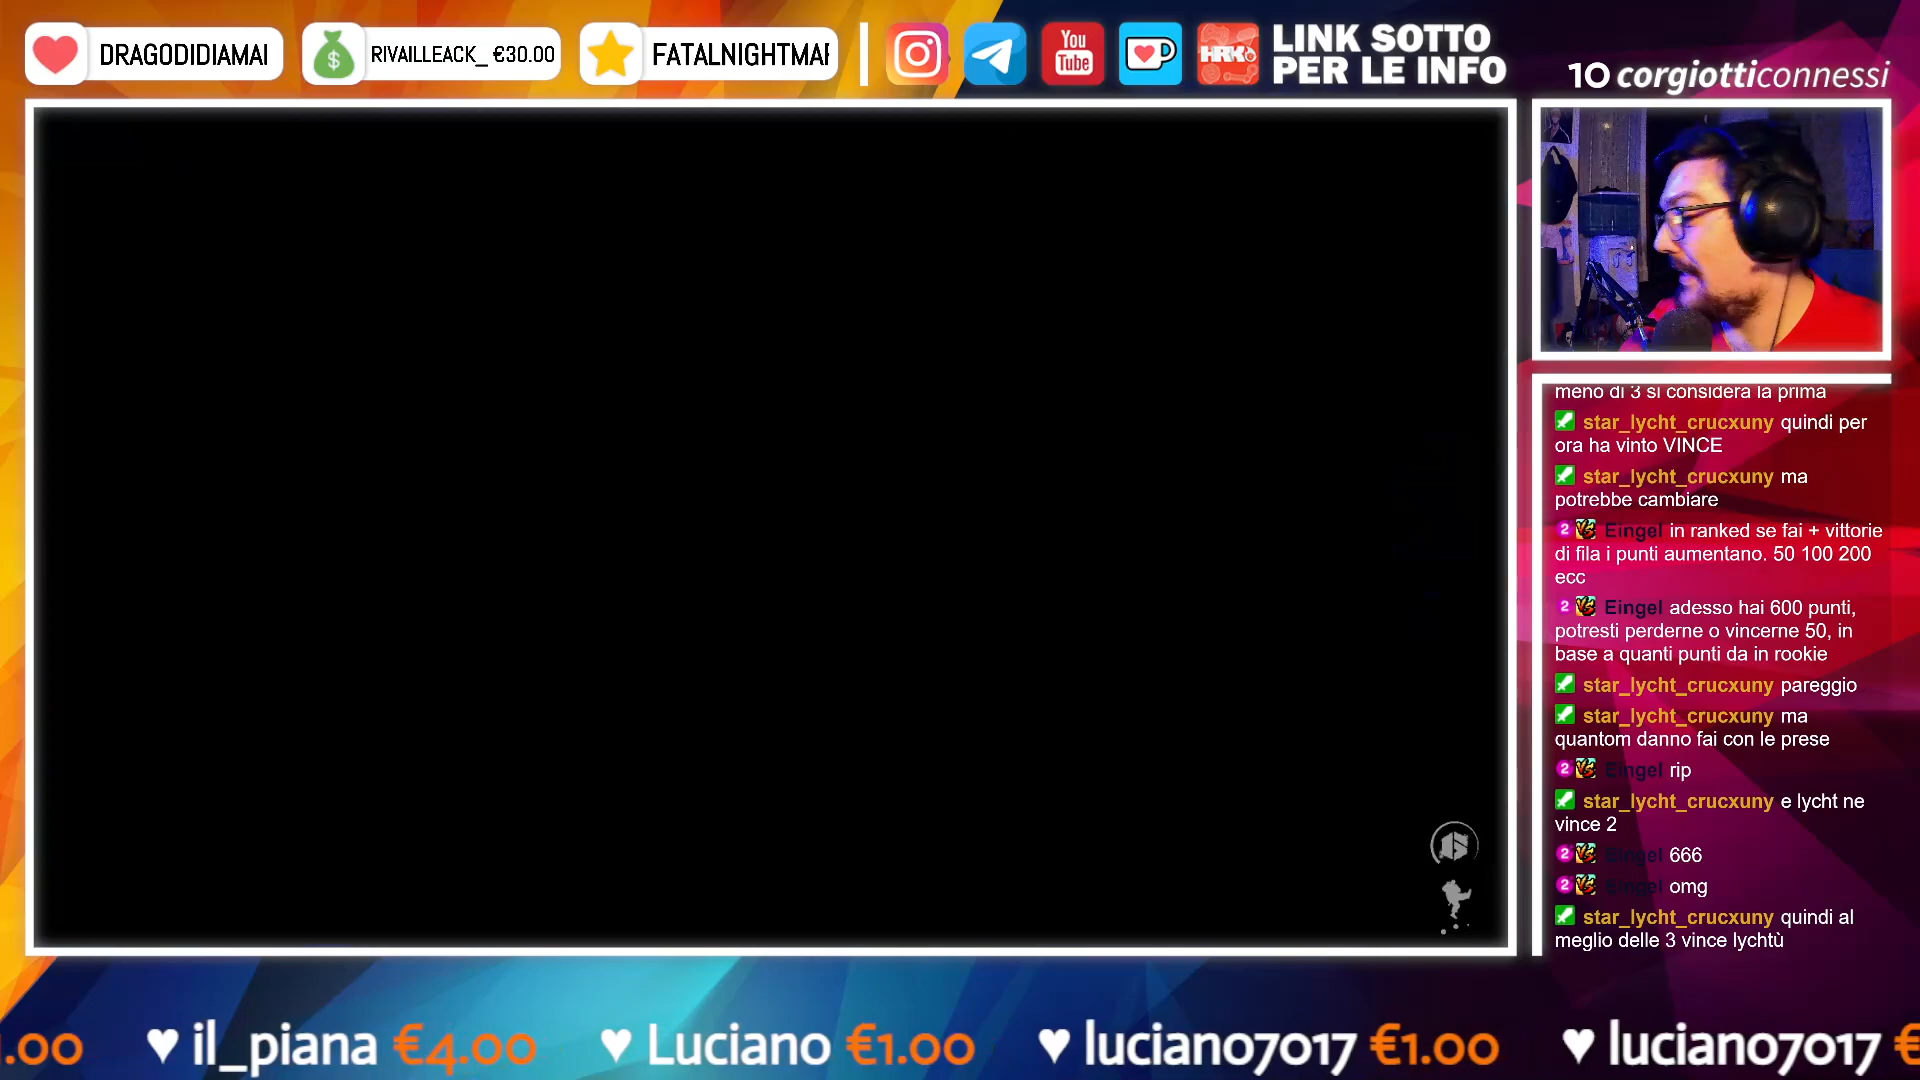 DRAGODIDIAMAI
RIVAILLEACK_ €30.00
FATALNIGHTMAR
You
Tube
HRK
LINK SOTTO
PER LE INFO
10 corgiotticonnessi
meno di 3 si considera la prima
star_lycht_crucxuny quindi per
ora ha vinto VINCE
star_lycht_crucxuny ma
potrebbe cambiare
2 Eingel in ranked se fai + vittorie
di fila i punti aumentano. 50 100 200
ecc
2 Eingel adesso hai 600 punti,
potresti perderne o vincerne 50, in
base a quanti punti da in rookie
star_lycht_crucxuny pareggio
star_lycht_crucxuny ma
quantom danno fai con le prese
2 Eingel rip
star_lycht_crucxuny e lycht ne
vince 2
2 Eingel 666
2 Eingel omg
star_lycht_crucxuny quindi al
meglio delle 3 vince lychtù
.00 ♥ il_piana €4.00 ♥ Luciano €1.00 ♥ luciano7017 €1.00 ♥ luciano7017 €